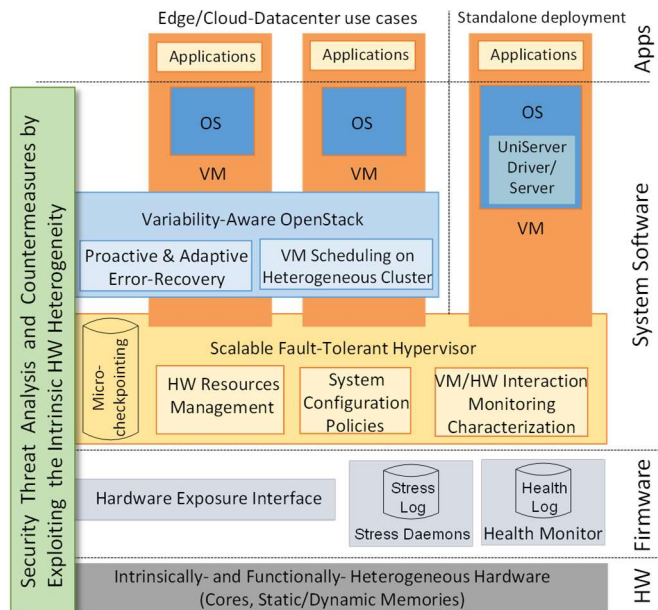 Edge/Cloud-Datacenter use cases
Standalone deployment
Applications
Applications
Applications
Apps
OS
OS
OS
UniServer
Driver/
Server
VM
VM
VM
Variability-Aware OpenStack
Proactive & Adaptive
Error-Recovery
VM Scheduling on
Heterogeneous Cluster
System Software
Scalable Fault-Tolerant Hypervisor
Micro-
checkpointing
HW Resources
Management
System
Configuration
Policies
VM/HW Interaction
Monitoring
Characterization
Hardware Exposure Interface
Stress
Log
Stress Daemons
Health
Log
Health Monitor
Firmware
Intrinsically- and Functionally- Heterogeneous Hardware
(Cores, Static/Dynamic Memories)
HW
Security Threat Analysis and Countermeasures by
Exploiting the Intrinsic HW Heterogeneity